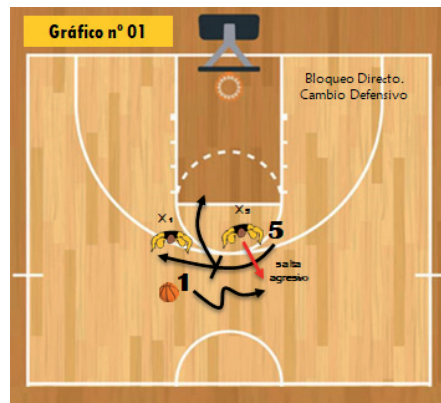 Gráfico nº 01
Bloqueo Directo.
Cambio Defensivo
X1
X5
5
salta
agresivo
1